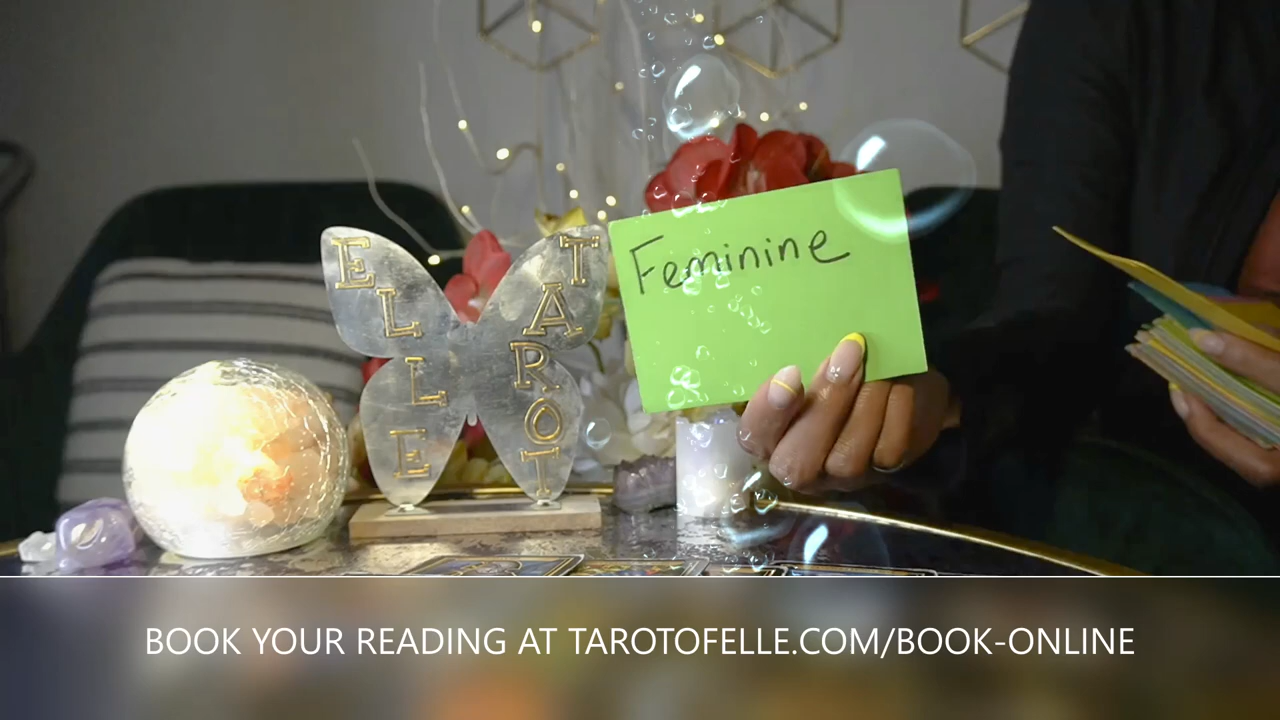 ELLE
TAROT
Feminine
BOOK YOUR READING AT TAROTOFELLE.COM/BOOK-ONLINE